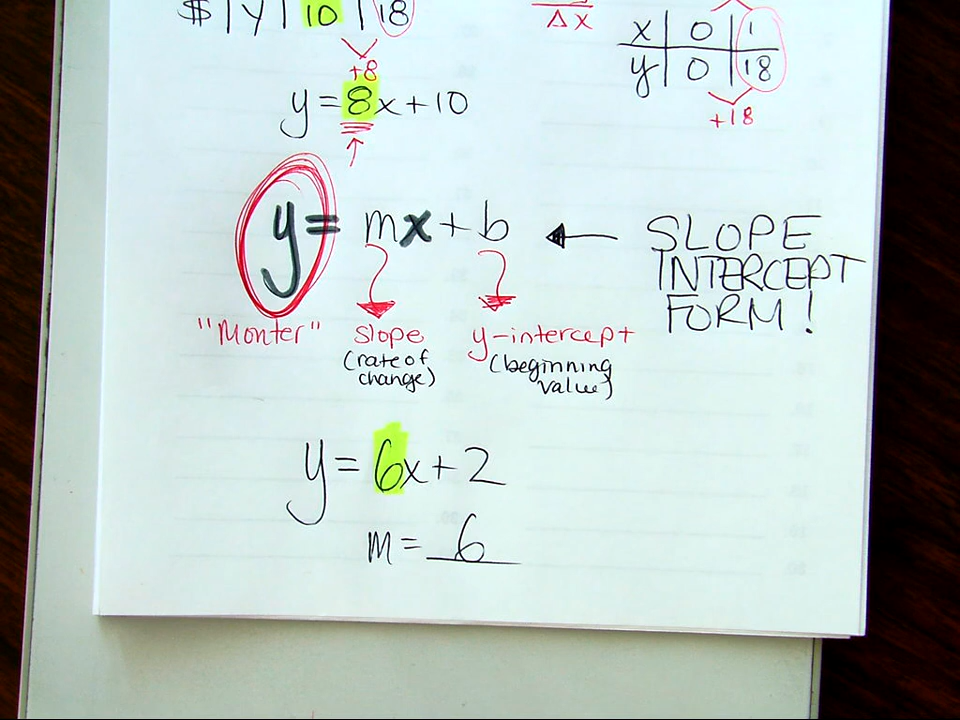 $ | y | 10 | 18
Δx
x | 0 | 1
y | 0 | 18
+8
+18
y = 8x + 10
y = mx + b
SLOPE
INTERCEPT
FORM!
"Monter" slope y-intercept
(rate of change) (beginning value)
y = 6x + 2
m = 6